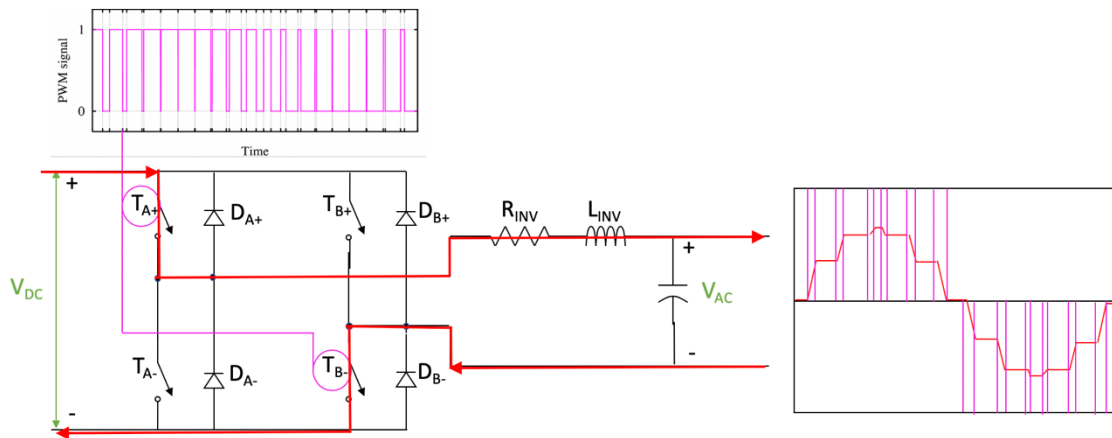 PWM signal
1
0
Time
+
T_A+
D_A+
T_B+
D_B+
R_INV
L_INV
+
V_DC
V_AC
-
T_A-
D_A-
T_B-
D_B-
-